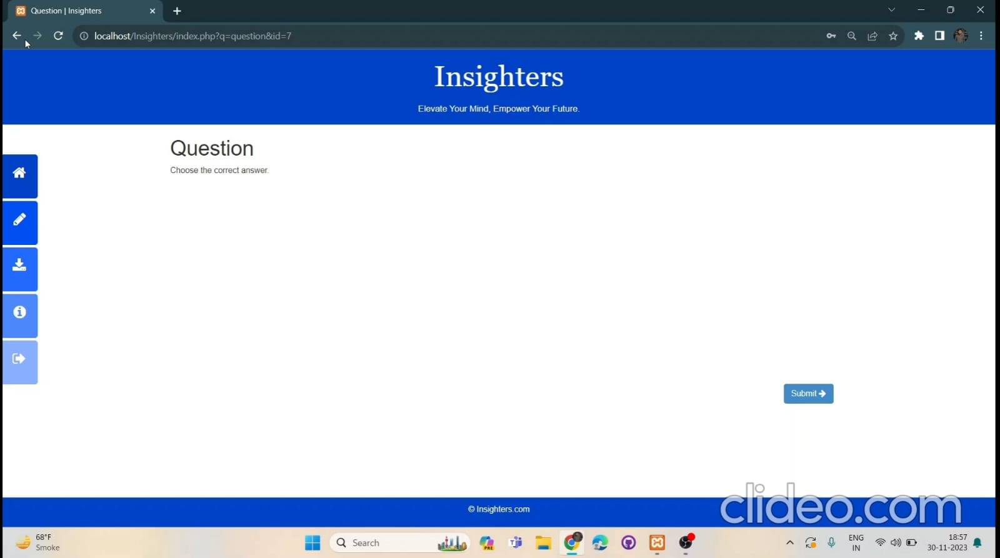 Question | Insighters
localhost/Insighters/index.php?q=question&id=7
Insighters
Elevate Your Mind, Empower Your Future.
Question
Choose the correct answer.
Submit
© Insighters.com
clideo.com
68°F
Smoke
Search
PRE
ENG
IN
18:57
30-11-2023